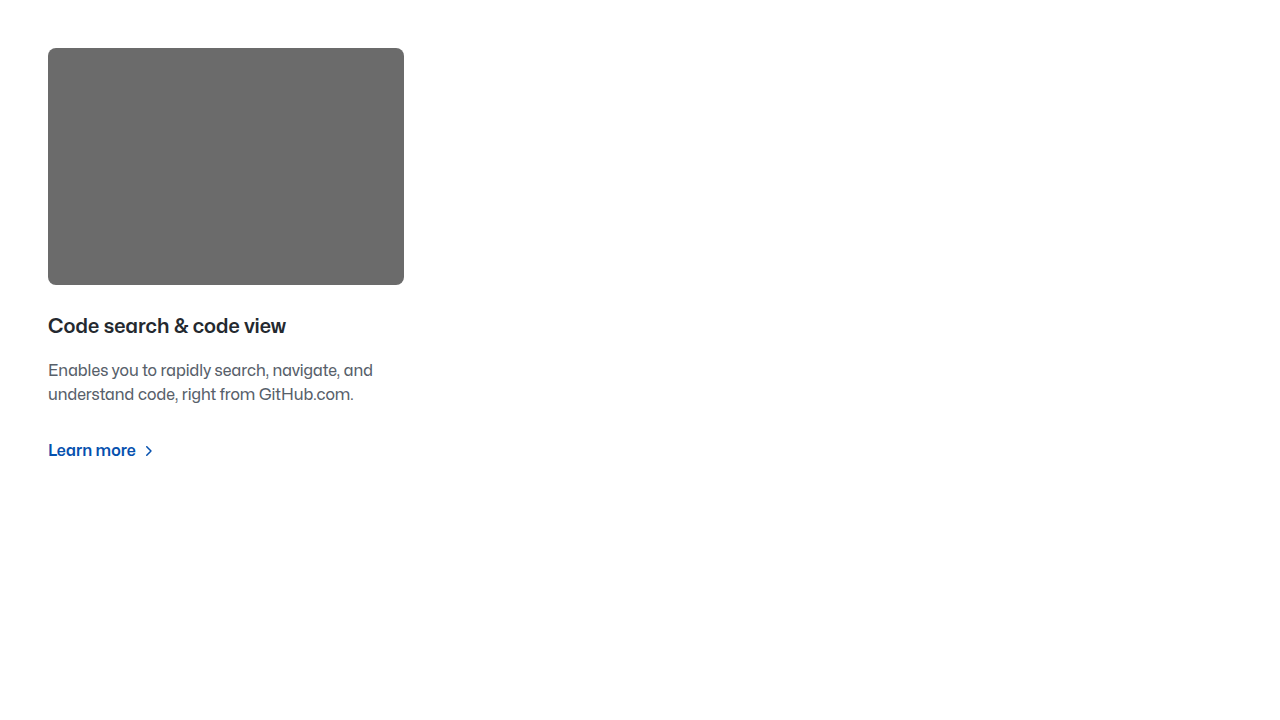 Code search & code view
Enables you to rapidly search, navigate, and
understand code, right from GitHub.com.
Learn more